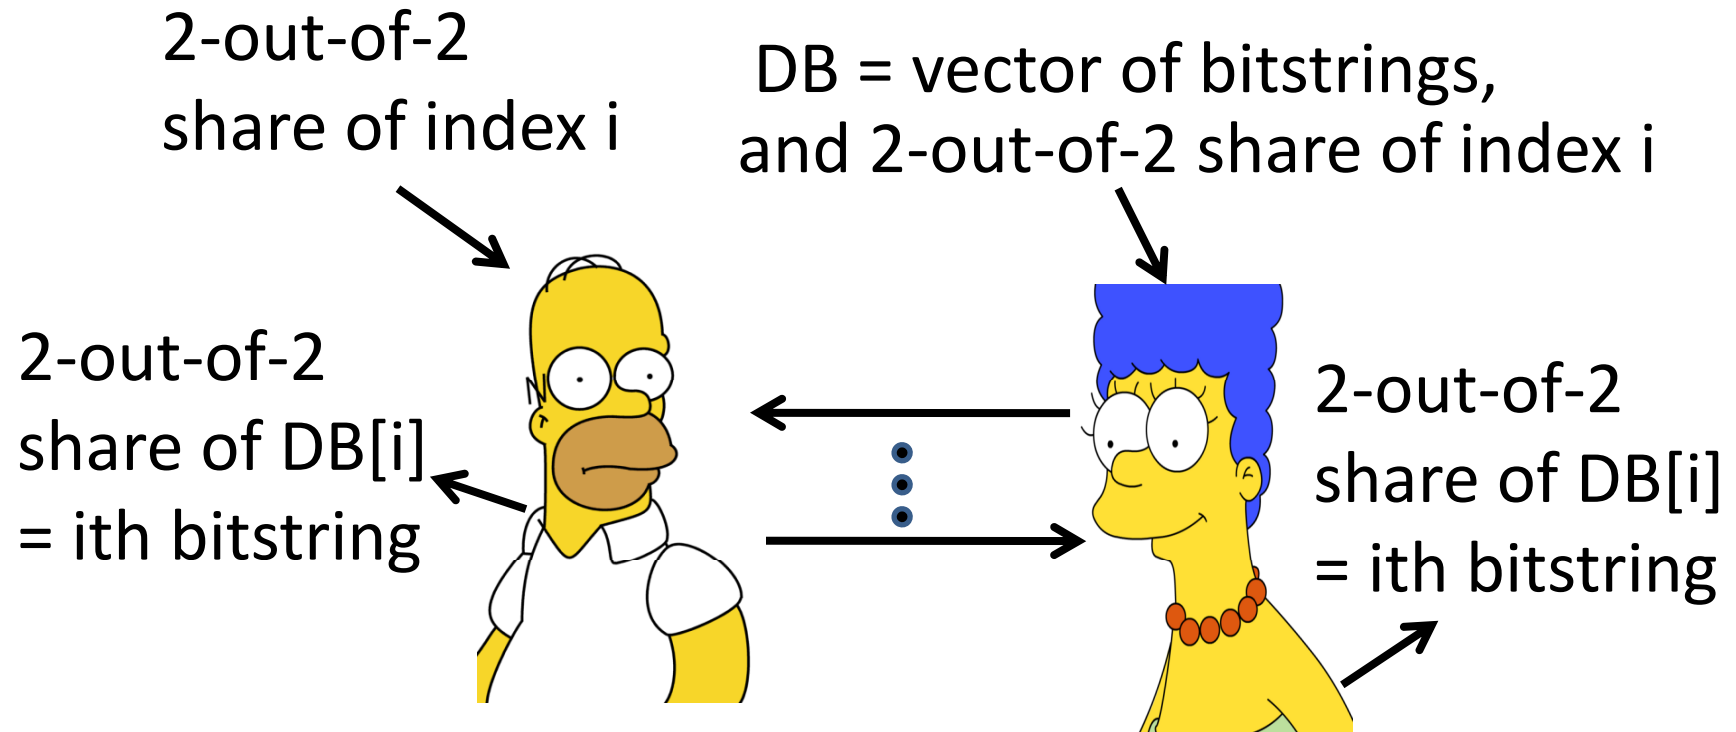 2-out-of-2
share of index i
DB = vector of bitstrings,
and 2-out-of-2 share of index i
2-out-of-2
share of DB[i]
= ith bitstring
2-out-of-2
share of DB[i]
= ith bitstring